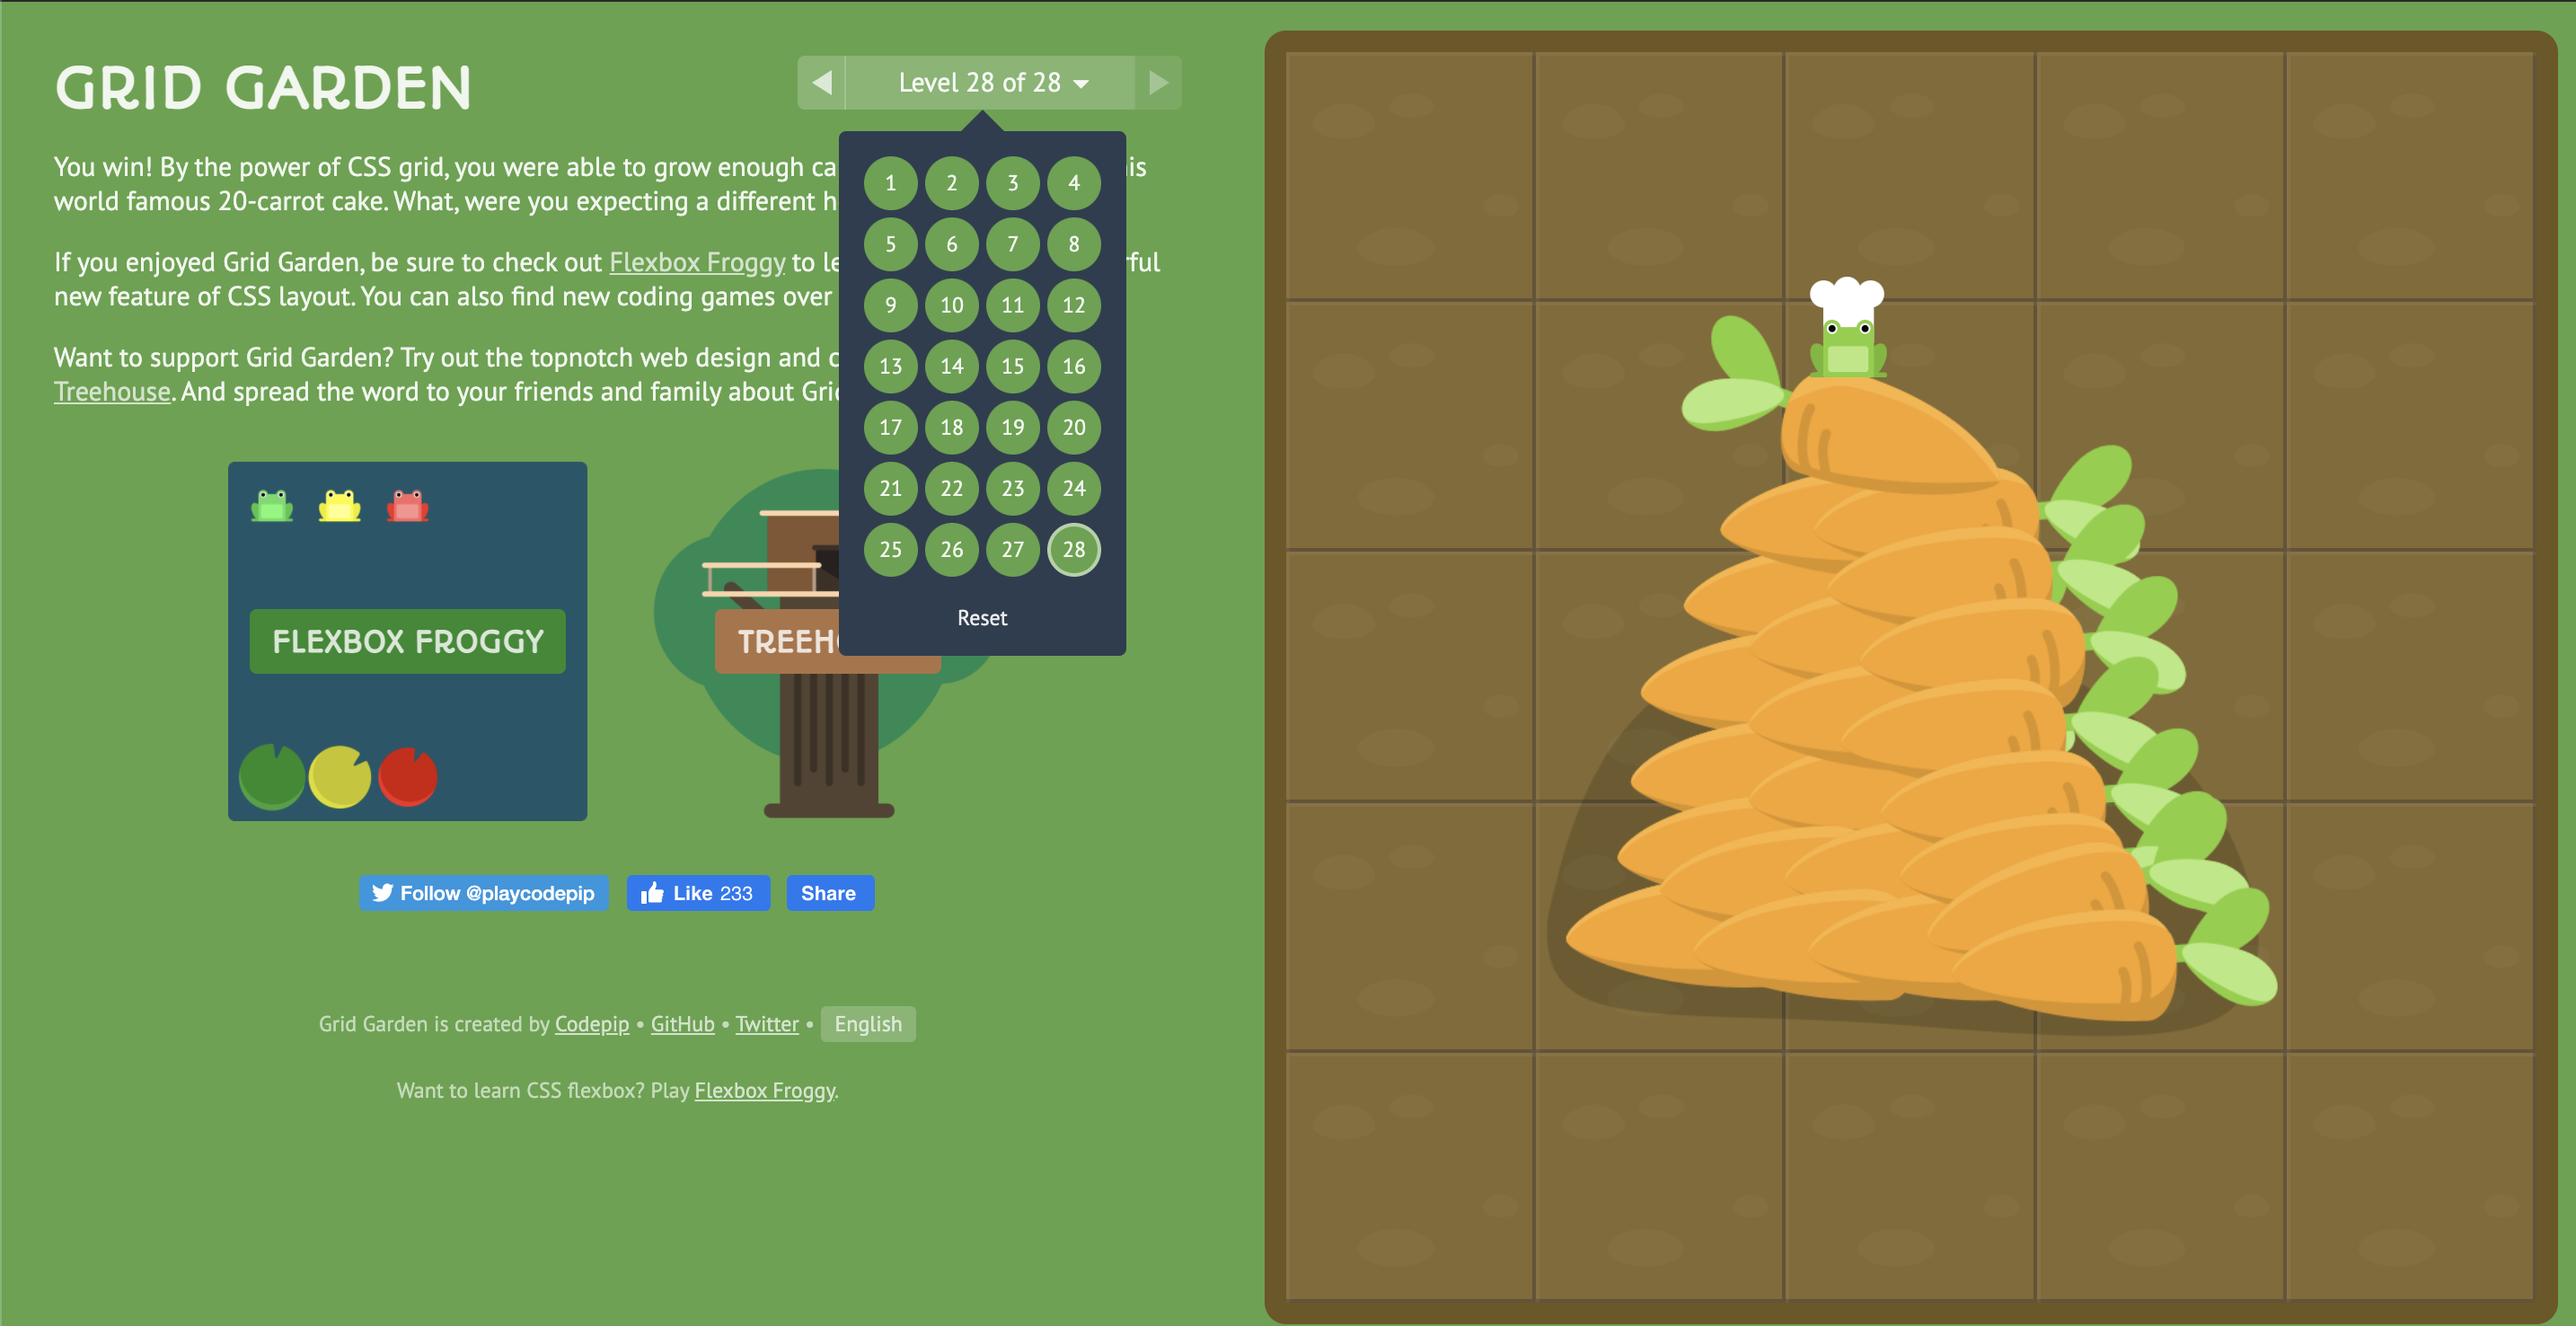 GRID GARDEN
Level 28 of 28
You win! By the power of CSS grid, you were able to grow enough
world famous 20-carrot cake. What, were you expecting a different
If you enjoyed Grid Garden, be sure to check out Flexbox Froggy to
new feature of CSS layout. You can also find new coding games over
Want to support Grid Garden? Try out the topnotch web design and
Treehouse. And spread the word to your friends and family about
1 2 3 4
5 6 7 8
9 10 11 12
13 14 15 16
17 18 19 20
21 22 23 24
25 26 27 28
Reset
FLEXBOX FROGGY
Follow @playcodepip
Like 233
Share
Grid Garden is created by Codepip • GitHub • Twitter • English
Want to learn CSS flexbox? Play Flexbox Froggy.